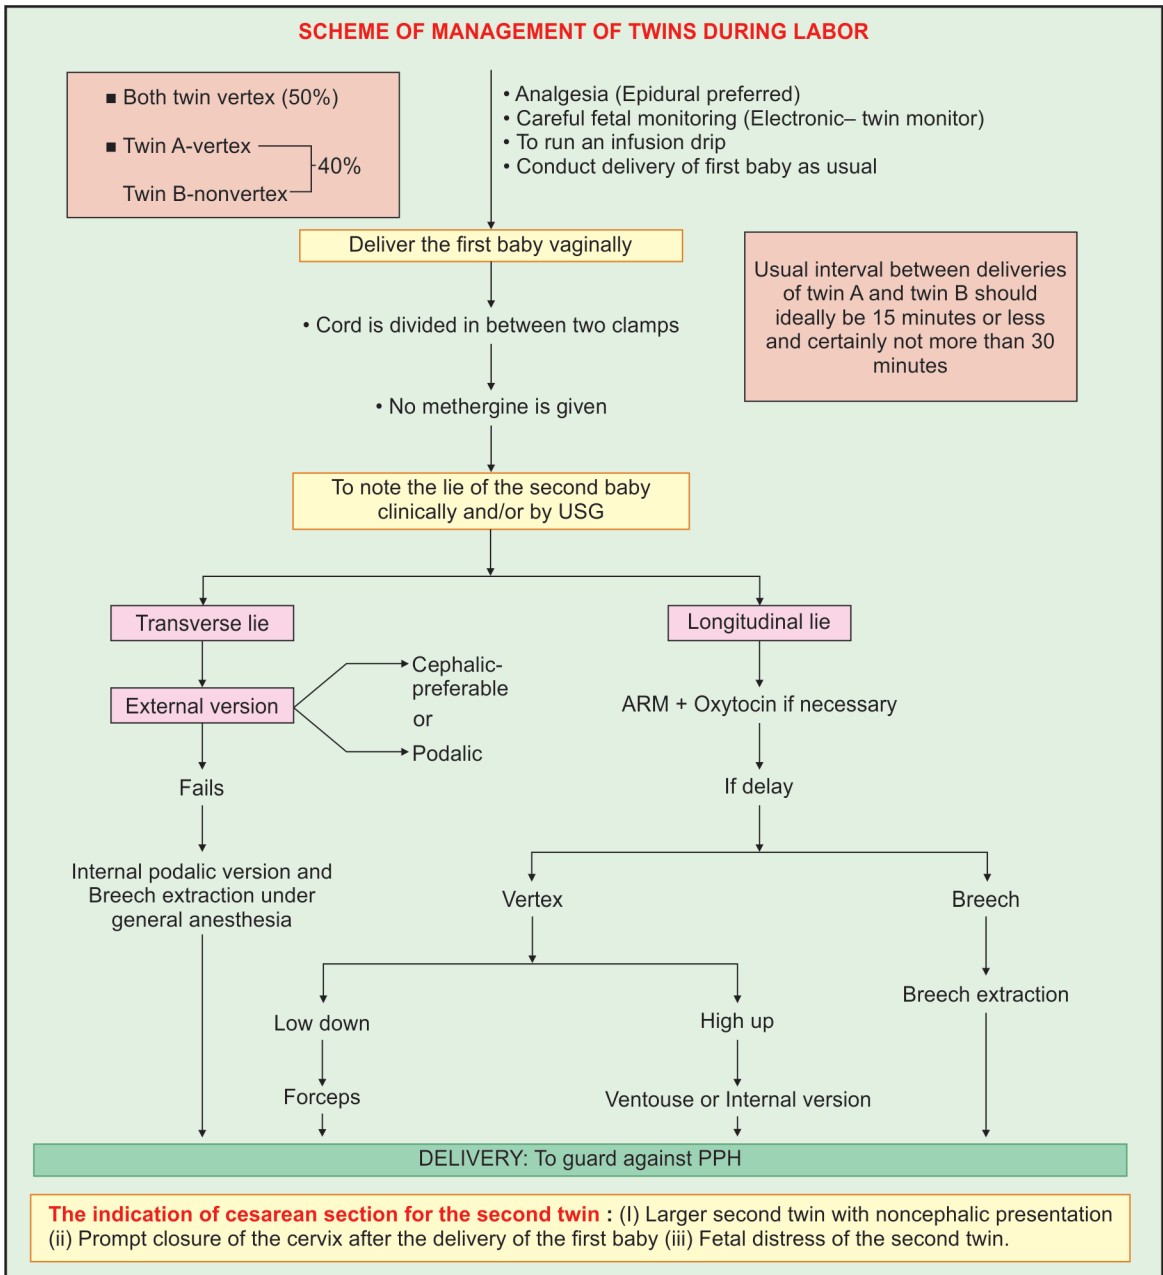 SCHEME OF MANAGEMENT OF TWINS DURING LABOR
■ Both twin vertex (50%)
■ Twin A-vertex
40%
Twin B-nonvertex
• Analgesia (Epidural preferred)
• Careful fetal monitoring (Electronic– twin monitor)
• To run an infusion drip
• Conduct delivery of first baby as usual
Deliver the first baby vaginally
Usual interval between deliveries
of twin A and twin B should
ideally be 15 minutes or less
and certainly not more than 30
minutes
• Cord is divided in between two clamps
• No methergine is given
To note the lie of the second baby
clinically and/or by USG
Transverse lie
Longitudinal lie
External version
Cephalic-
preferable
or
Podalic
ARM + Oxytocin if necessary
Fails
If delay
Internal podalic version and
Breech extraction under
general anesthesia
Vertex
Breech
Low down
High up
Breech extraction
Forceps
Ventouse or Internal version
DELIVERY: To guard against PPH
The indication of cesarean section for the second twin : (I) Larger second twin with noncephalic presentation
(ii) Prompt closure of the cervix after the delivery of the first baby (iii) Fetal distress of the second twin.